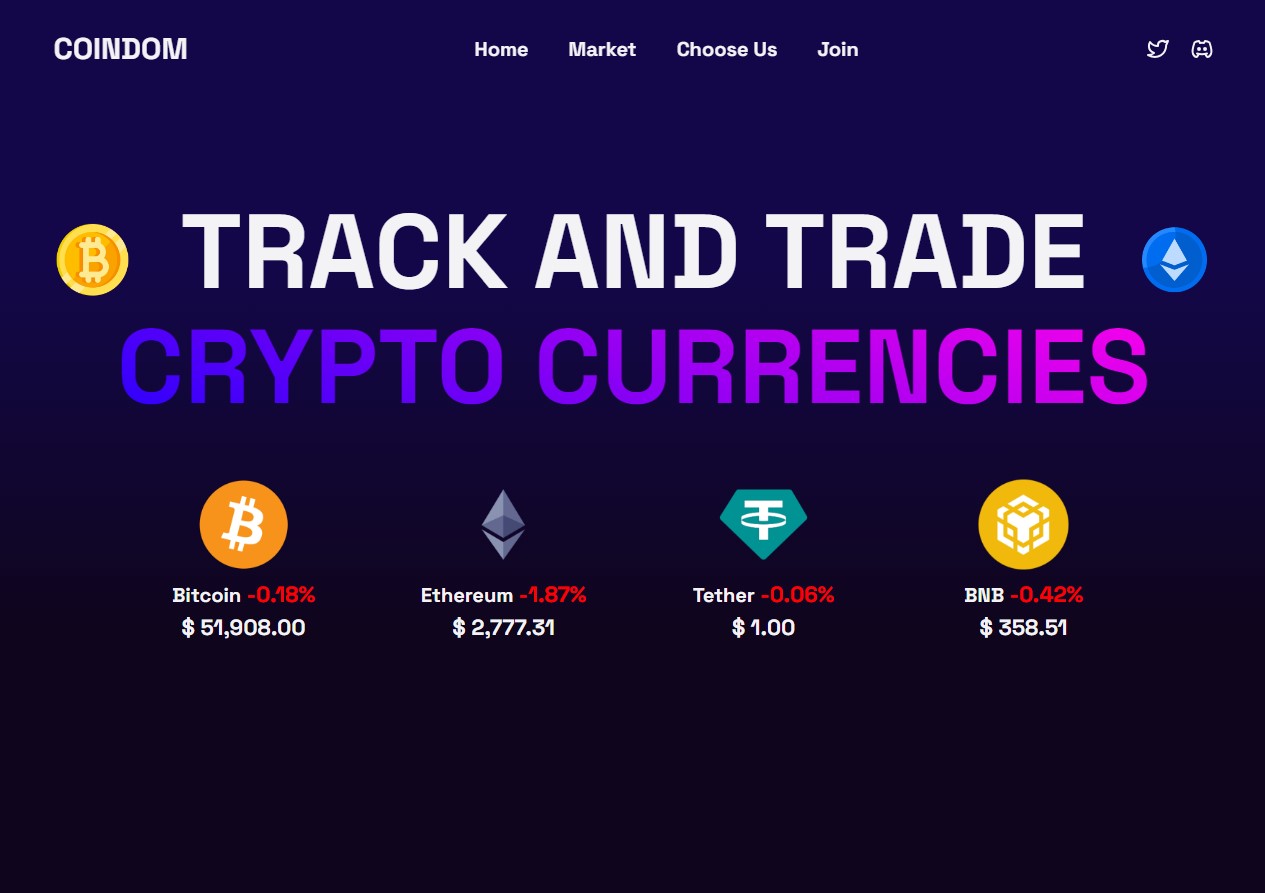 COINDOM
Home Market Choose Us Join
TRACK AND TRADE
CRYPTO CURRENCIES
Bitcoin -0.18% Ethereum -1.87% Tether -0.06% BNB -0.42%
$ 51,908.00 $ 2,777.31 $ 1.00 $ 358.51